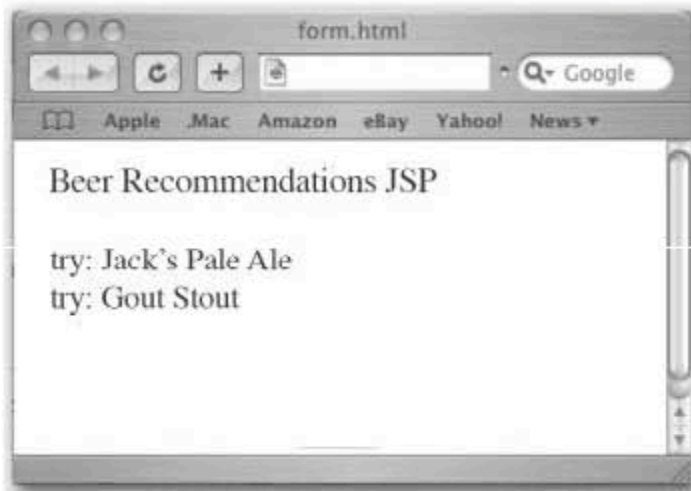 form.html
Google
Apple .Mac Amazon eBay Yahoo! News
Beer Recommendations JSP
try: Jack's Pale Ale
try: Gout Stout